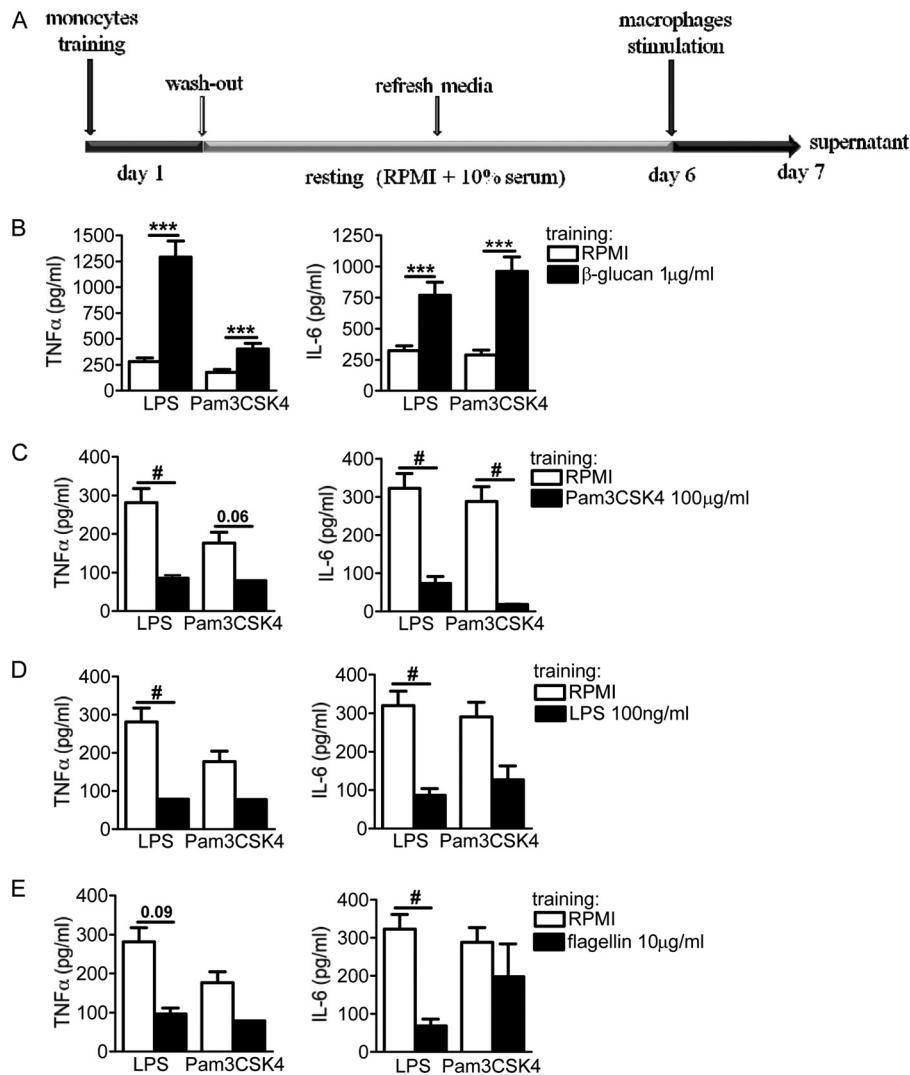 A
monocytes
training
macrophages
stimulation
wash-out
refresh media
supernatant
day 1
resting (RPMI + 10% serum)
day 6
day 7
B
TNFα (pg/ml)
1500
1250
1000
750
500
250
0
***
***
LPS Pam3CSK4
IL-6 (pg/ml)
1250
1000
750
500
250
0
***
***
LPS Pam3CSK4
training:
RPMI
β-glucan 1μg/ml
C
TNFα (pg/ml)
400
300
200
100
0
#
0.06
LPS Pam3CSK4
IL-6 (pg/ml)
400
300
200
100
0
#
#
LPS Pam3CSK4
training:
RPMI
Pam3CSK4 100μg/ml
D
TNFα (pg/ml)
400
300
200
100
0
#
LPS Pam3CSK4
IL-6 (pg/ml)
400
300
200
100
0
#
LPS Pam3CSK4
training:
RPMI
LPS 100ng/ml
E
TNFα (pg/ml)
400
300
200
100
0
0.09
LPS Pam3CSK4
IL-6 (pg/ml)
400
300
200
100
0
#
LPS Pam3CSK4
training:
RPMI
flagellin 10μg/ml